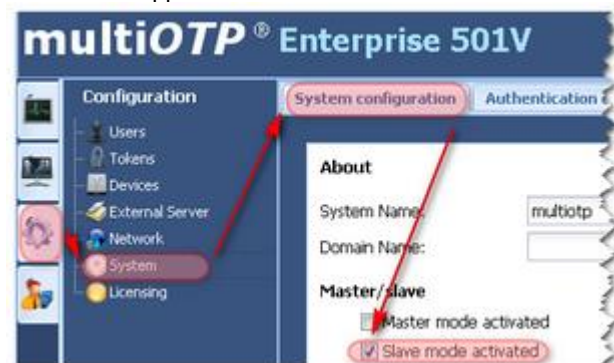 multiOTP ® Enterprise 501V
Configuration
Users
Tokens
Devices
External Server
Network
System
Licensing
System configuration
Authentication
About
System Name:
multiotp
Domain Name:
Master/slave
Master mode activated
Slave mode activated